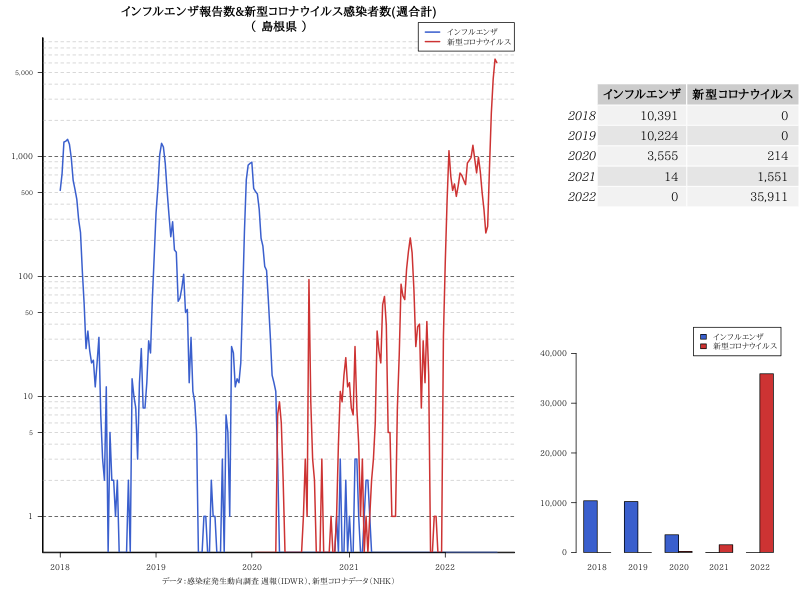 インフルエンザ報告数&新型コロナウイルス感染者数(週合計)
（ 島根県 ）
インフルエンザ
新型コロナウイルス
5,000
1,000
500
100
50
10
5
1
2018 2019 2020 2021 2022
データ：感染症発生動向調査 週報(IDWR)、新型コロナデータ(NHK)
インフルエンザ 新型コロナウイルス
2018 10,391 0
2019 10,224 0
2020 3,555 214
2021 14 1,551
2022 0 35,911
インフルエンザ
新型コロナウイルス
40,000
30,000
20,000
10,000
0
2018 2019 2020 2021 2022